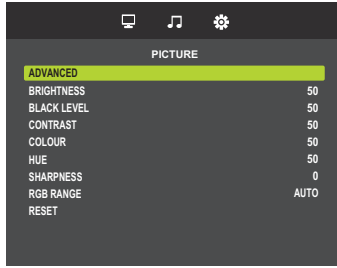 PICTURE
ADVANCED
BRIGHTNESS 50
BLACK LEVEL 50
CONTRAST 50
COLOUR 50
HUE 50
SHARPNESS 0
RGB RANGE AUTO
RESET